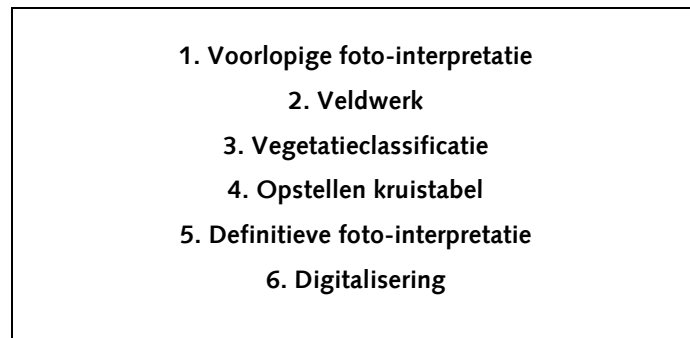 1. Voorlopige foto-interpretatie
2. Veldwerk
3. Vegetatieclassificatie
4. Opstellen kruistabel
5. Definitieve foto-interpretatie
6. Digitalisering